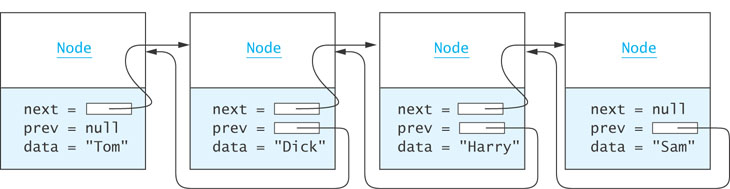 Node
next =
prev = null
data = "Tom"
Node
next =
prev =
data = "Dick"
Node
next =
prev =
data = "Harry"
Node
next = null
prev =
data = "Sam"